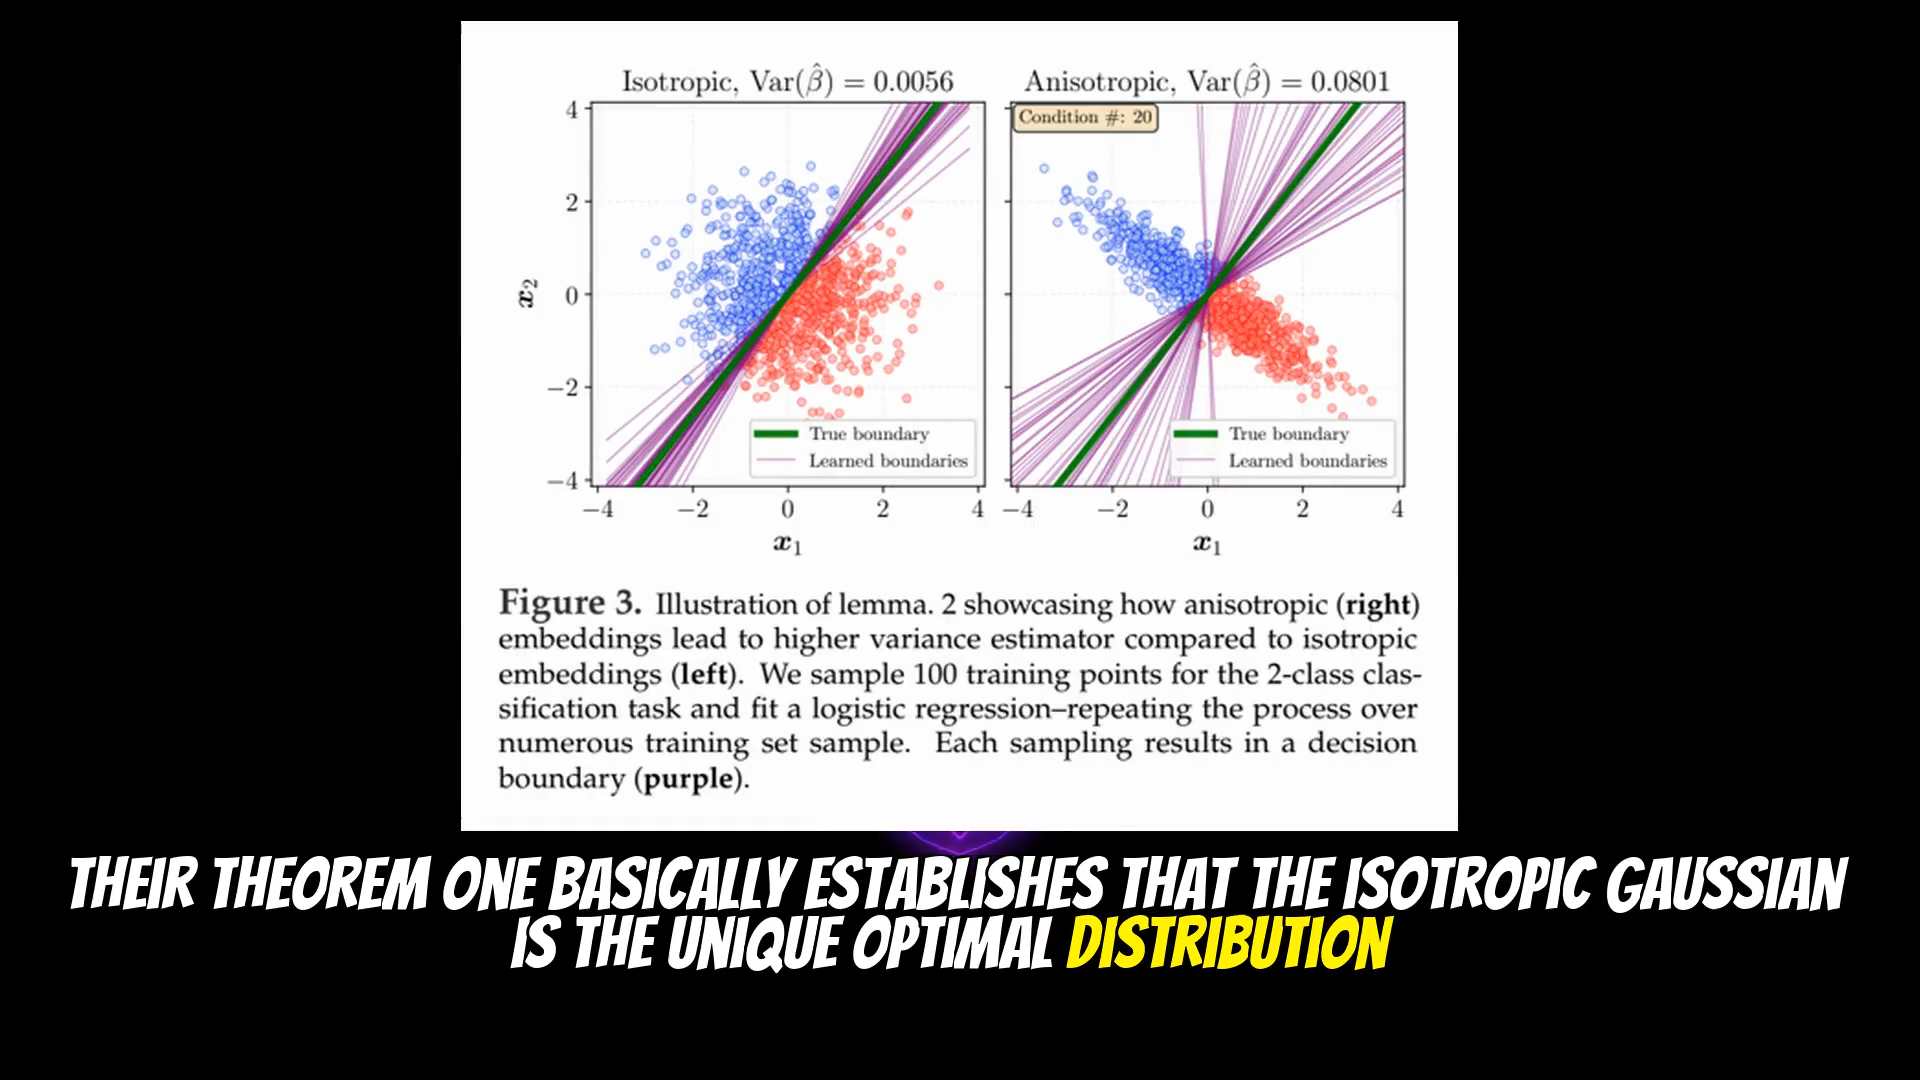 Isotropic, Var(β̂) = 0.0056
Anisotropic, Var(β̂) = 0.0801
4
2
0
−2
−4
x₂
Condition #: 20
True boundary
Learned boundaries
True boundary
Learned boundaries
−4 −2 0 2 4
−4 −2 0 2 4
x₁
x₁
Figure 3. Illustration of lemma. 2 showcasing how anisotropic (right)
embeddings lead to higher variance estimator compared to isotropic
embeddings (left). We sample 100 training points for the 2-class clas-
sification task and fit a logistic regression–repeating the process over
numerous training set sample. Each sampling results in a decision
boundary (purple).
THEIR THEOREM ONE BASICALLY ESTABLISHES THAT THE ISOTROPIC GAUSSIAN
IS THE UNIQUE OPTIMAL DISTRIBUTION